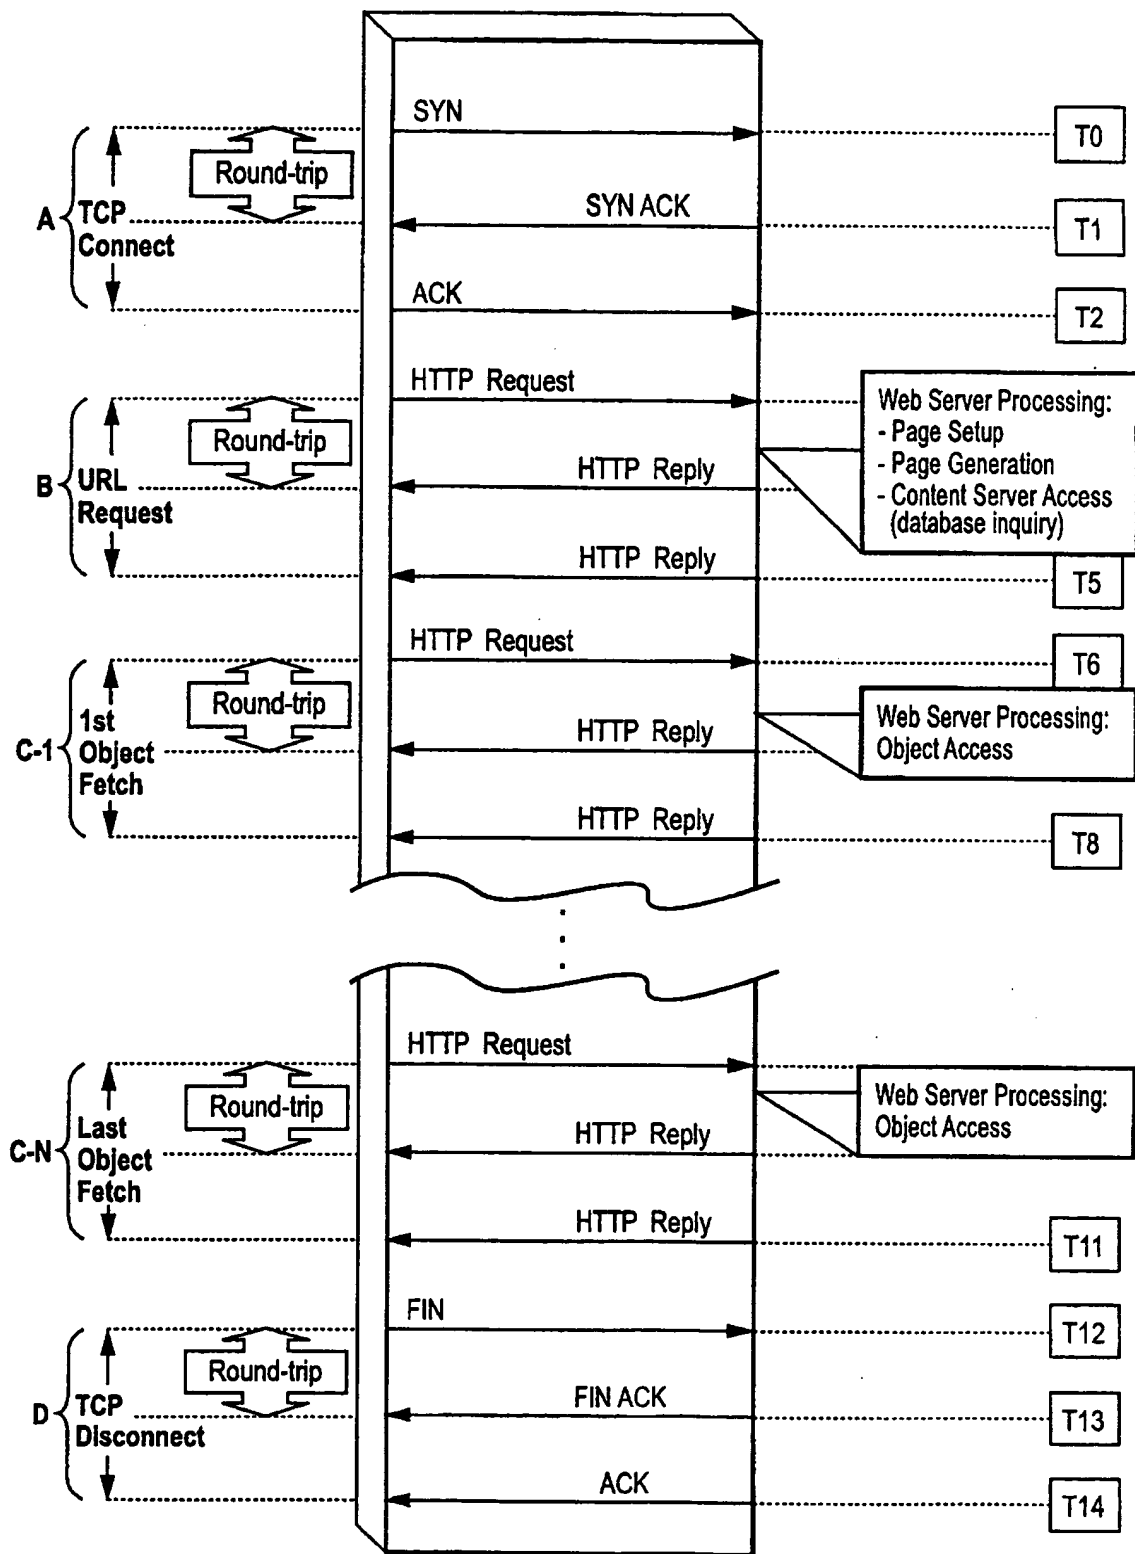 SYN
T0
Round-trip
A
TCP
Connect
SYN ACK
T1
ACK
T2
HTTP Request
Web Server Processing:
- Page Setup
- Page Generation
- Content Server Access
(database inquiry)
Round-trip
B
URL
Request
HTTP Reply
HTTP Reply
T5
HTTP Request
T6
Round-trip
C-1
1st
Object
Fetch
HTTP Reply
Web Server Processing:
Object Access
HTTP Reply
T8
HTTP Request
Round-trip
C-N
Last
Object
Fetch
Web Server Processing:
Object Access
HTTP Reply
HTTP Reply
T11
FIN
T12
Round-trip
D
TCP
Disconnect
FIN ACK
T13
ACK
T14